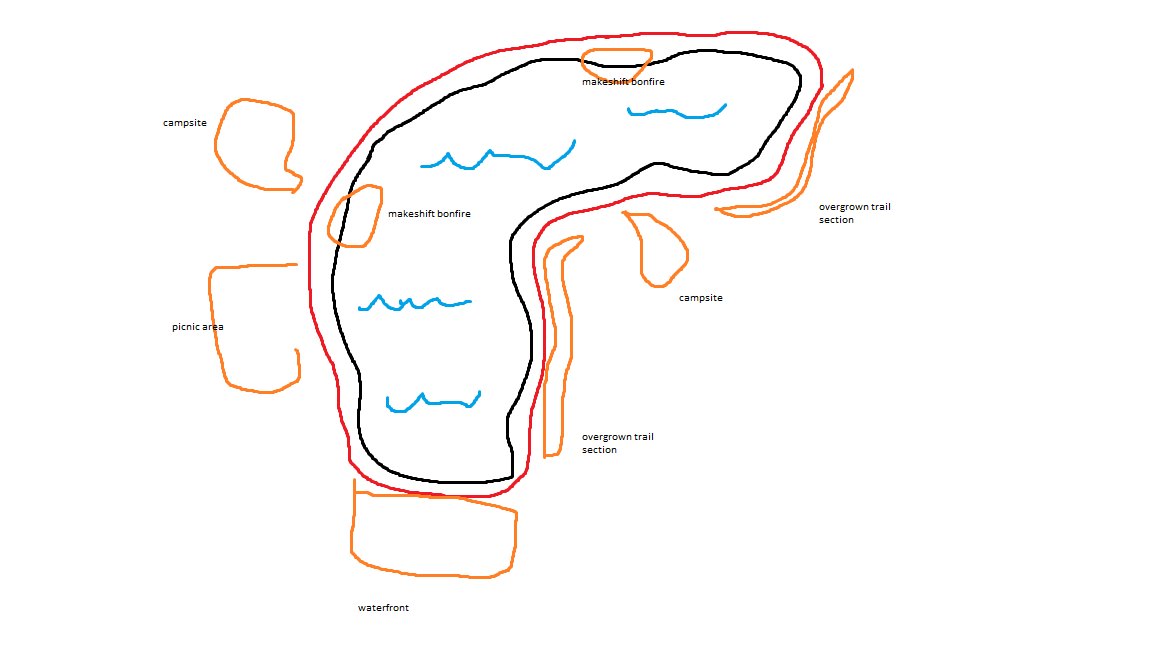 makeshift bonfire
campsite
makeshift bonfire
overgrown trail
section
campsite
picnic area
overgrown trail
section
waterfront